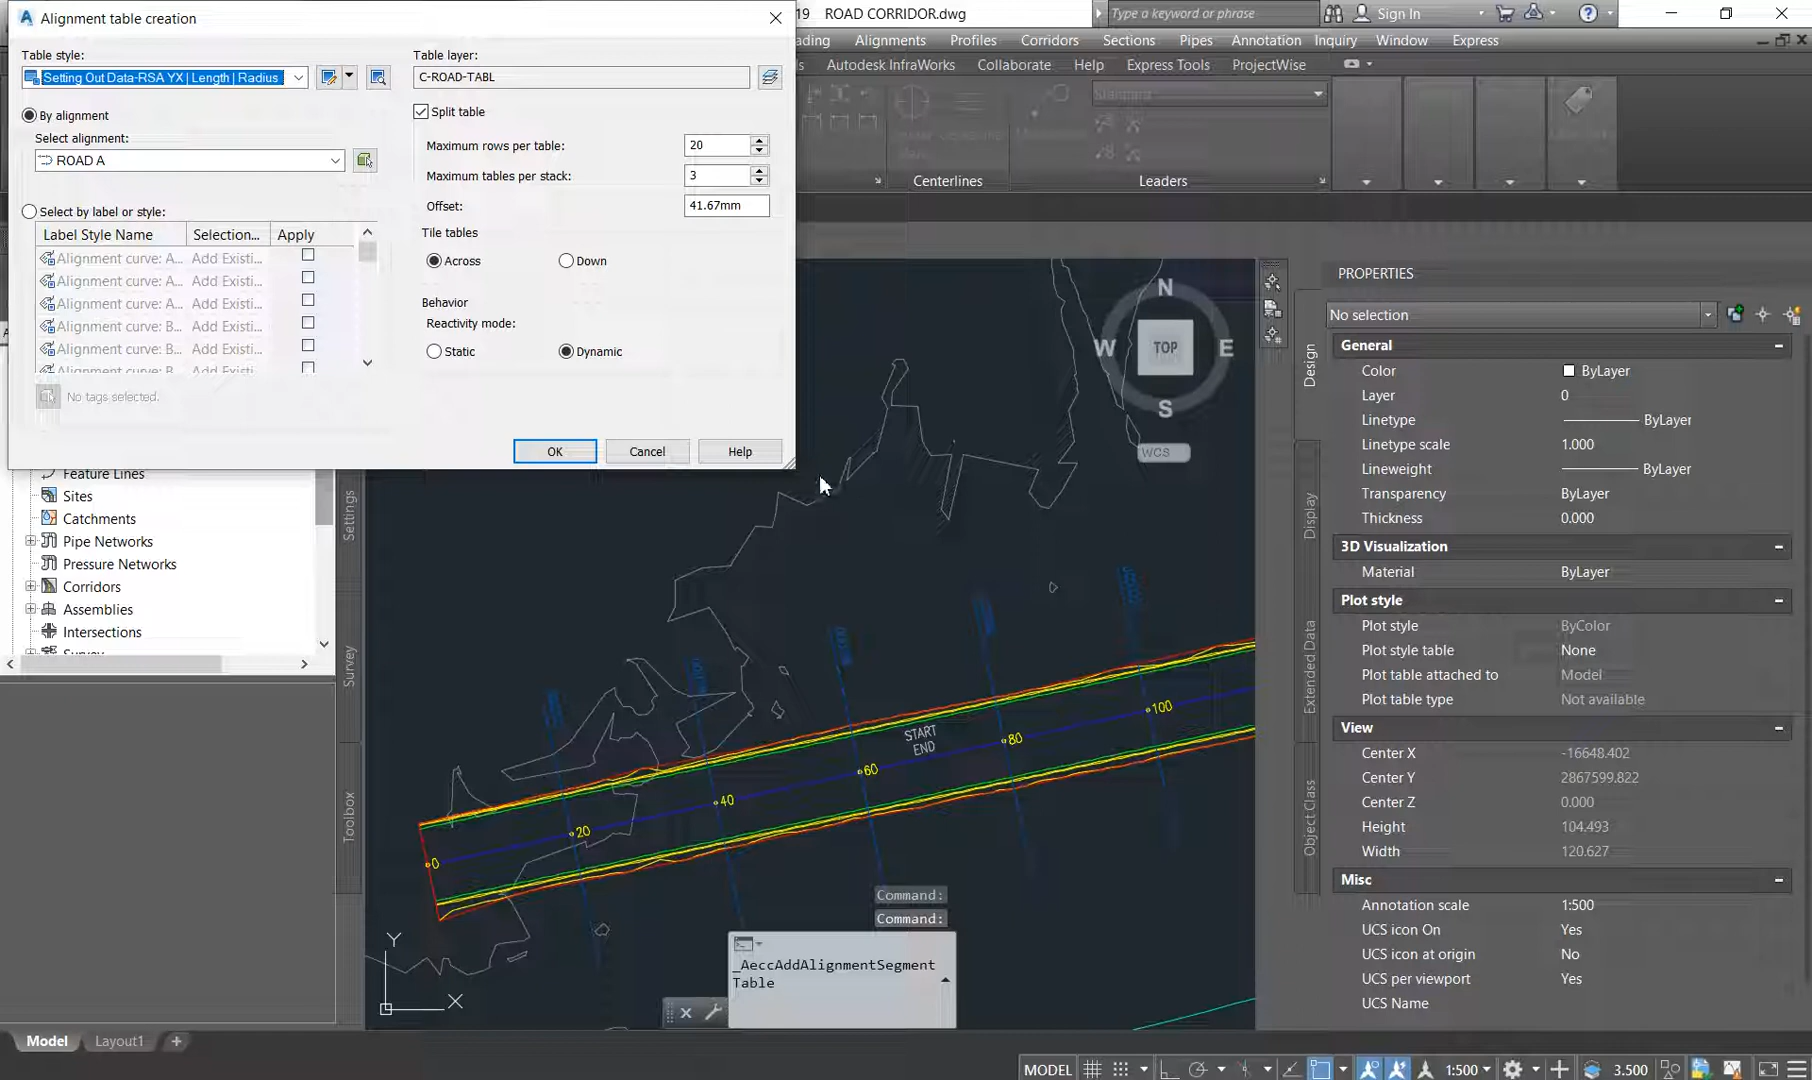 Alignment table creation
19 ROAD CORRIDOR.dwg
Type a keyword or phrase
Sign In
Alignments
Profiles
Corridors
Sections
Pipes
Annotation
Inquiry
Window
Express
Autodesk InfraWorks
Collaborate
Help
Express Tools
ProjectWise
Table style:
Setting Out Data-RSA YX | Length | Radius
By alignment
Select alignment:
ROAD A
Select by label or style:
Label Style Name Selection... Apply
Alignment curve: A... Add Existi...
Alignment curve: A... Add Existi...
Alignment curve: A... Add Existi...
Alignment curve: B... Add Existi...
Alignment curve: B... Add Existi...
Alignment curve: B... Add Existi...
No tags selected.
Table layer:
C-ROAD-TABL
Split table
Maximum rows per table: 20
Maximum tables per stack: 3
Offset: 41.67mm
Tile tables
Across Down
Behavior
Reactivity mode:
Static Dynamic
OK Cancel Help
Standard
Centerlines
Leaders
Feature Lines
Sites
Catchments
Pipe Networks
Pressure Networks
Corridors
Assemblies
Intersections
Survey
Settings
Survey
Toolbox
N
W TOP E
S
WCS
START
END
0
20
40
60
80
100
Y
X
Command:
Command:
_AeccAddAlignmentSegment
Table
Design
Display
Extended Data
Object Class
PROPERTIES
No selection
General
Color ByLayer
Layer 0
Linetype ByLayer
Linetype scale 1.000
Lineweight ByLayer
Transparency ByLayer
Thickness 0.000
3D Visualization
Material ByLayer
Plot style
Plot style ByColor
Plot style table None
Plot table attached to Model
Plot table type Not available
View
Center X -16648.402
Center Y 2867599.822
Center Z 0.000
Height 104.493
Width 120.627
Misc
Annotation scale 1:500
UCS icon On Yes
UCS icon at origin No
UCS per viewport Yes
UCS Name
Model Layout1
MODEL
1:500
3.500